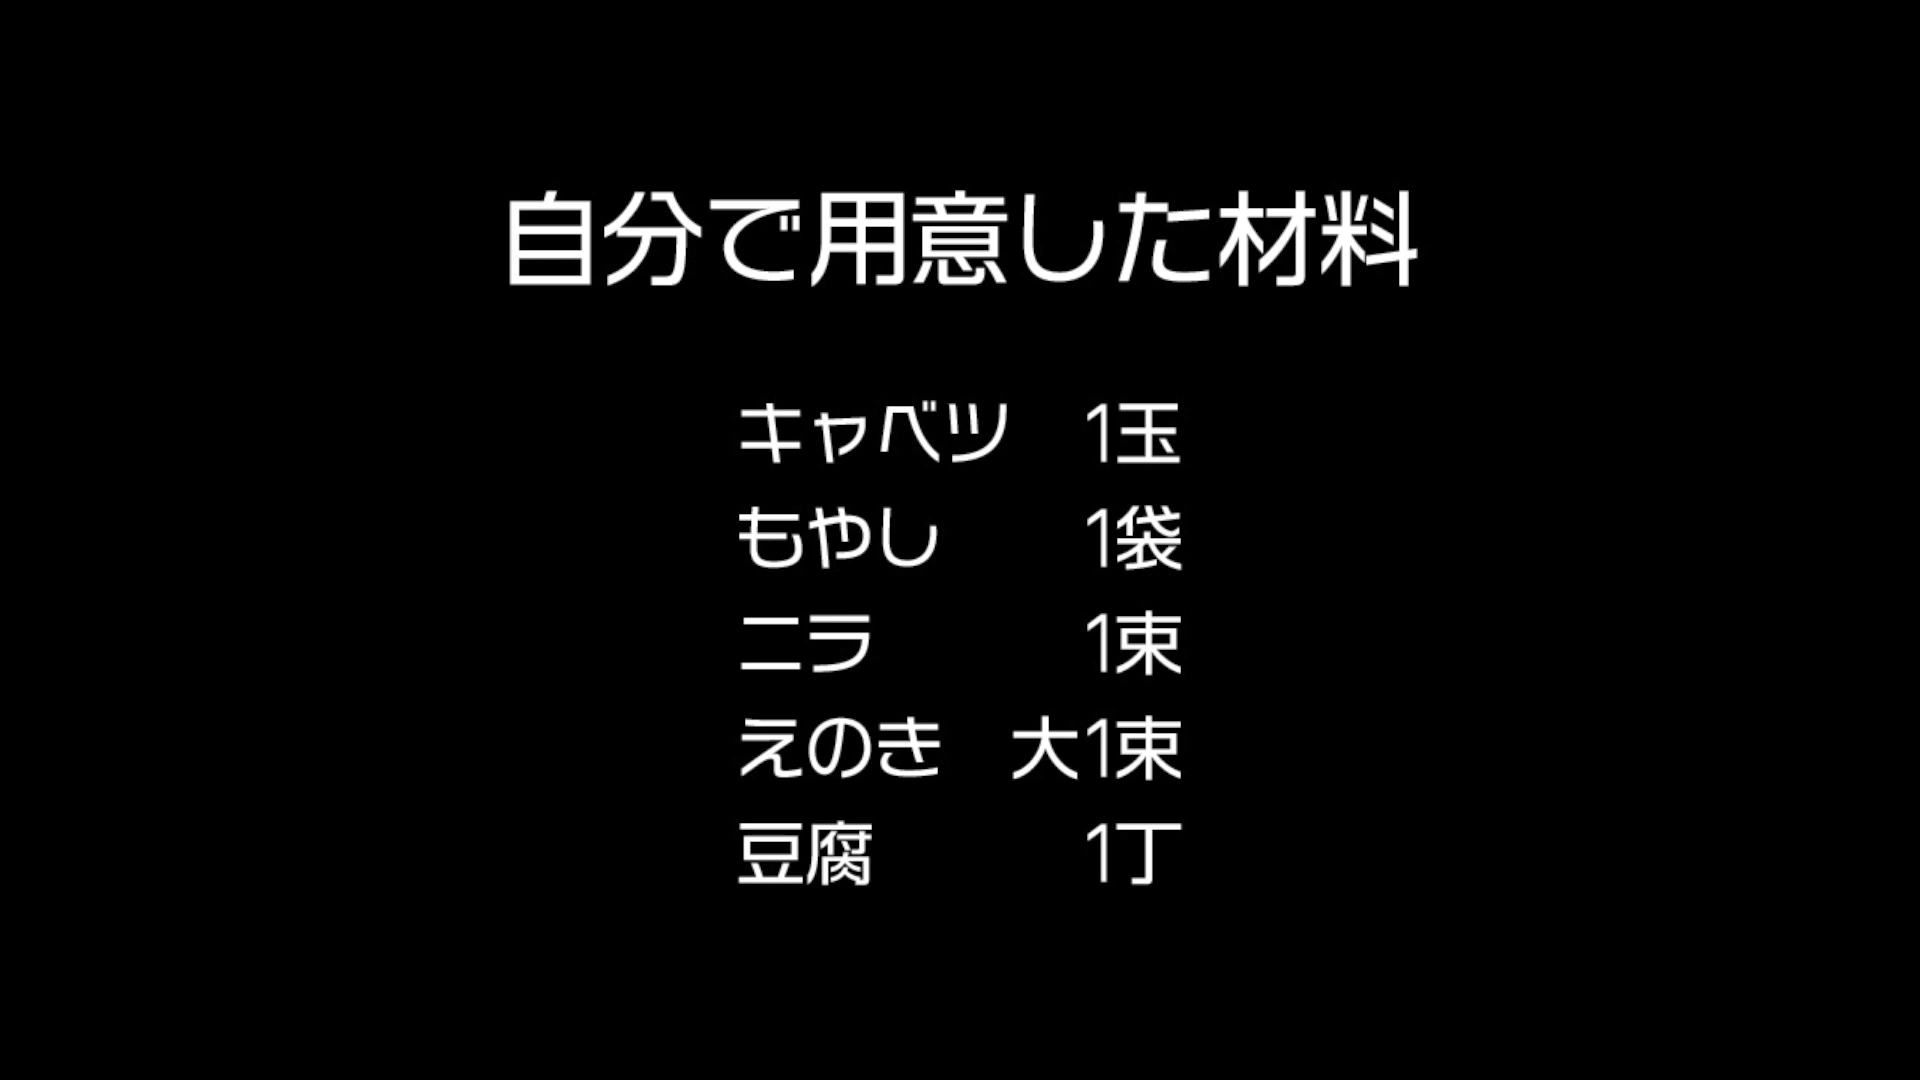 自分で用意した材料
キャベツ　1玉
もやし　　1袋
ニラ　　　1束
えのき　大1束
豆腐　　　1丁